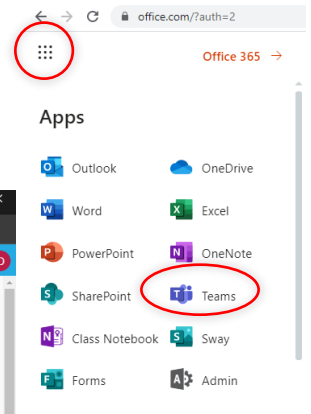 office.com/?auth=2
Office 365 →
Apps
Outlook OneDrive
Word Excel
PowerPoint OneNote
SharePoint Teams
Class Notebook Sway
Forms Admin